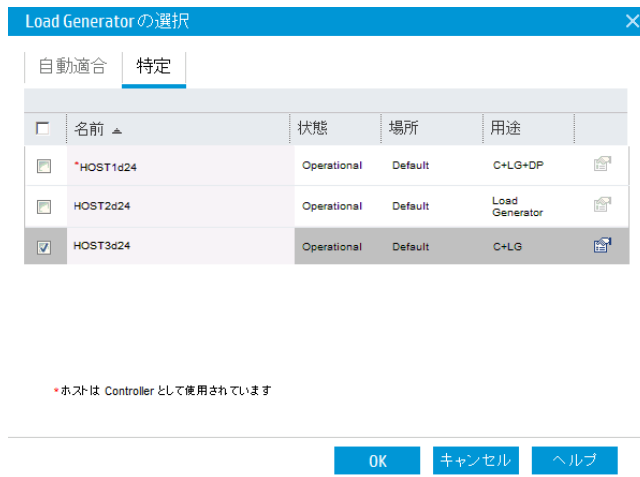 Load Generatorの選択
自動適合 特定
名前 状態 場所 用途
*HOST1d24 Operational Default C+LG+DP
HOST2d24 Operational Default Load Generator
HOST3d24 Operational Default C+LG
*ホストは Controller として使用されています
OK キャンセル ヘルプ